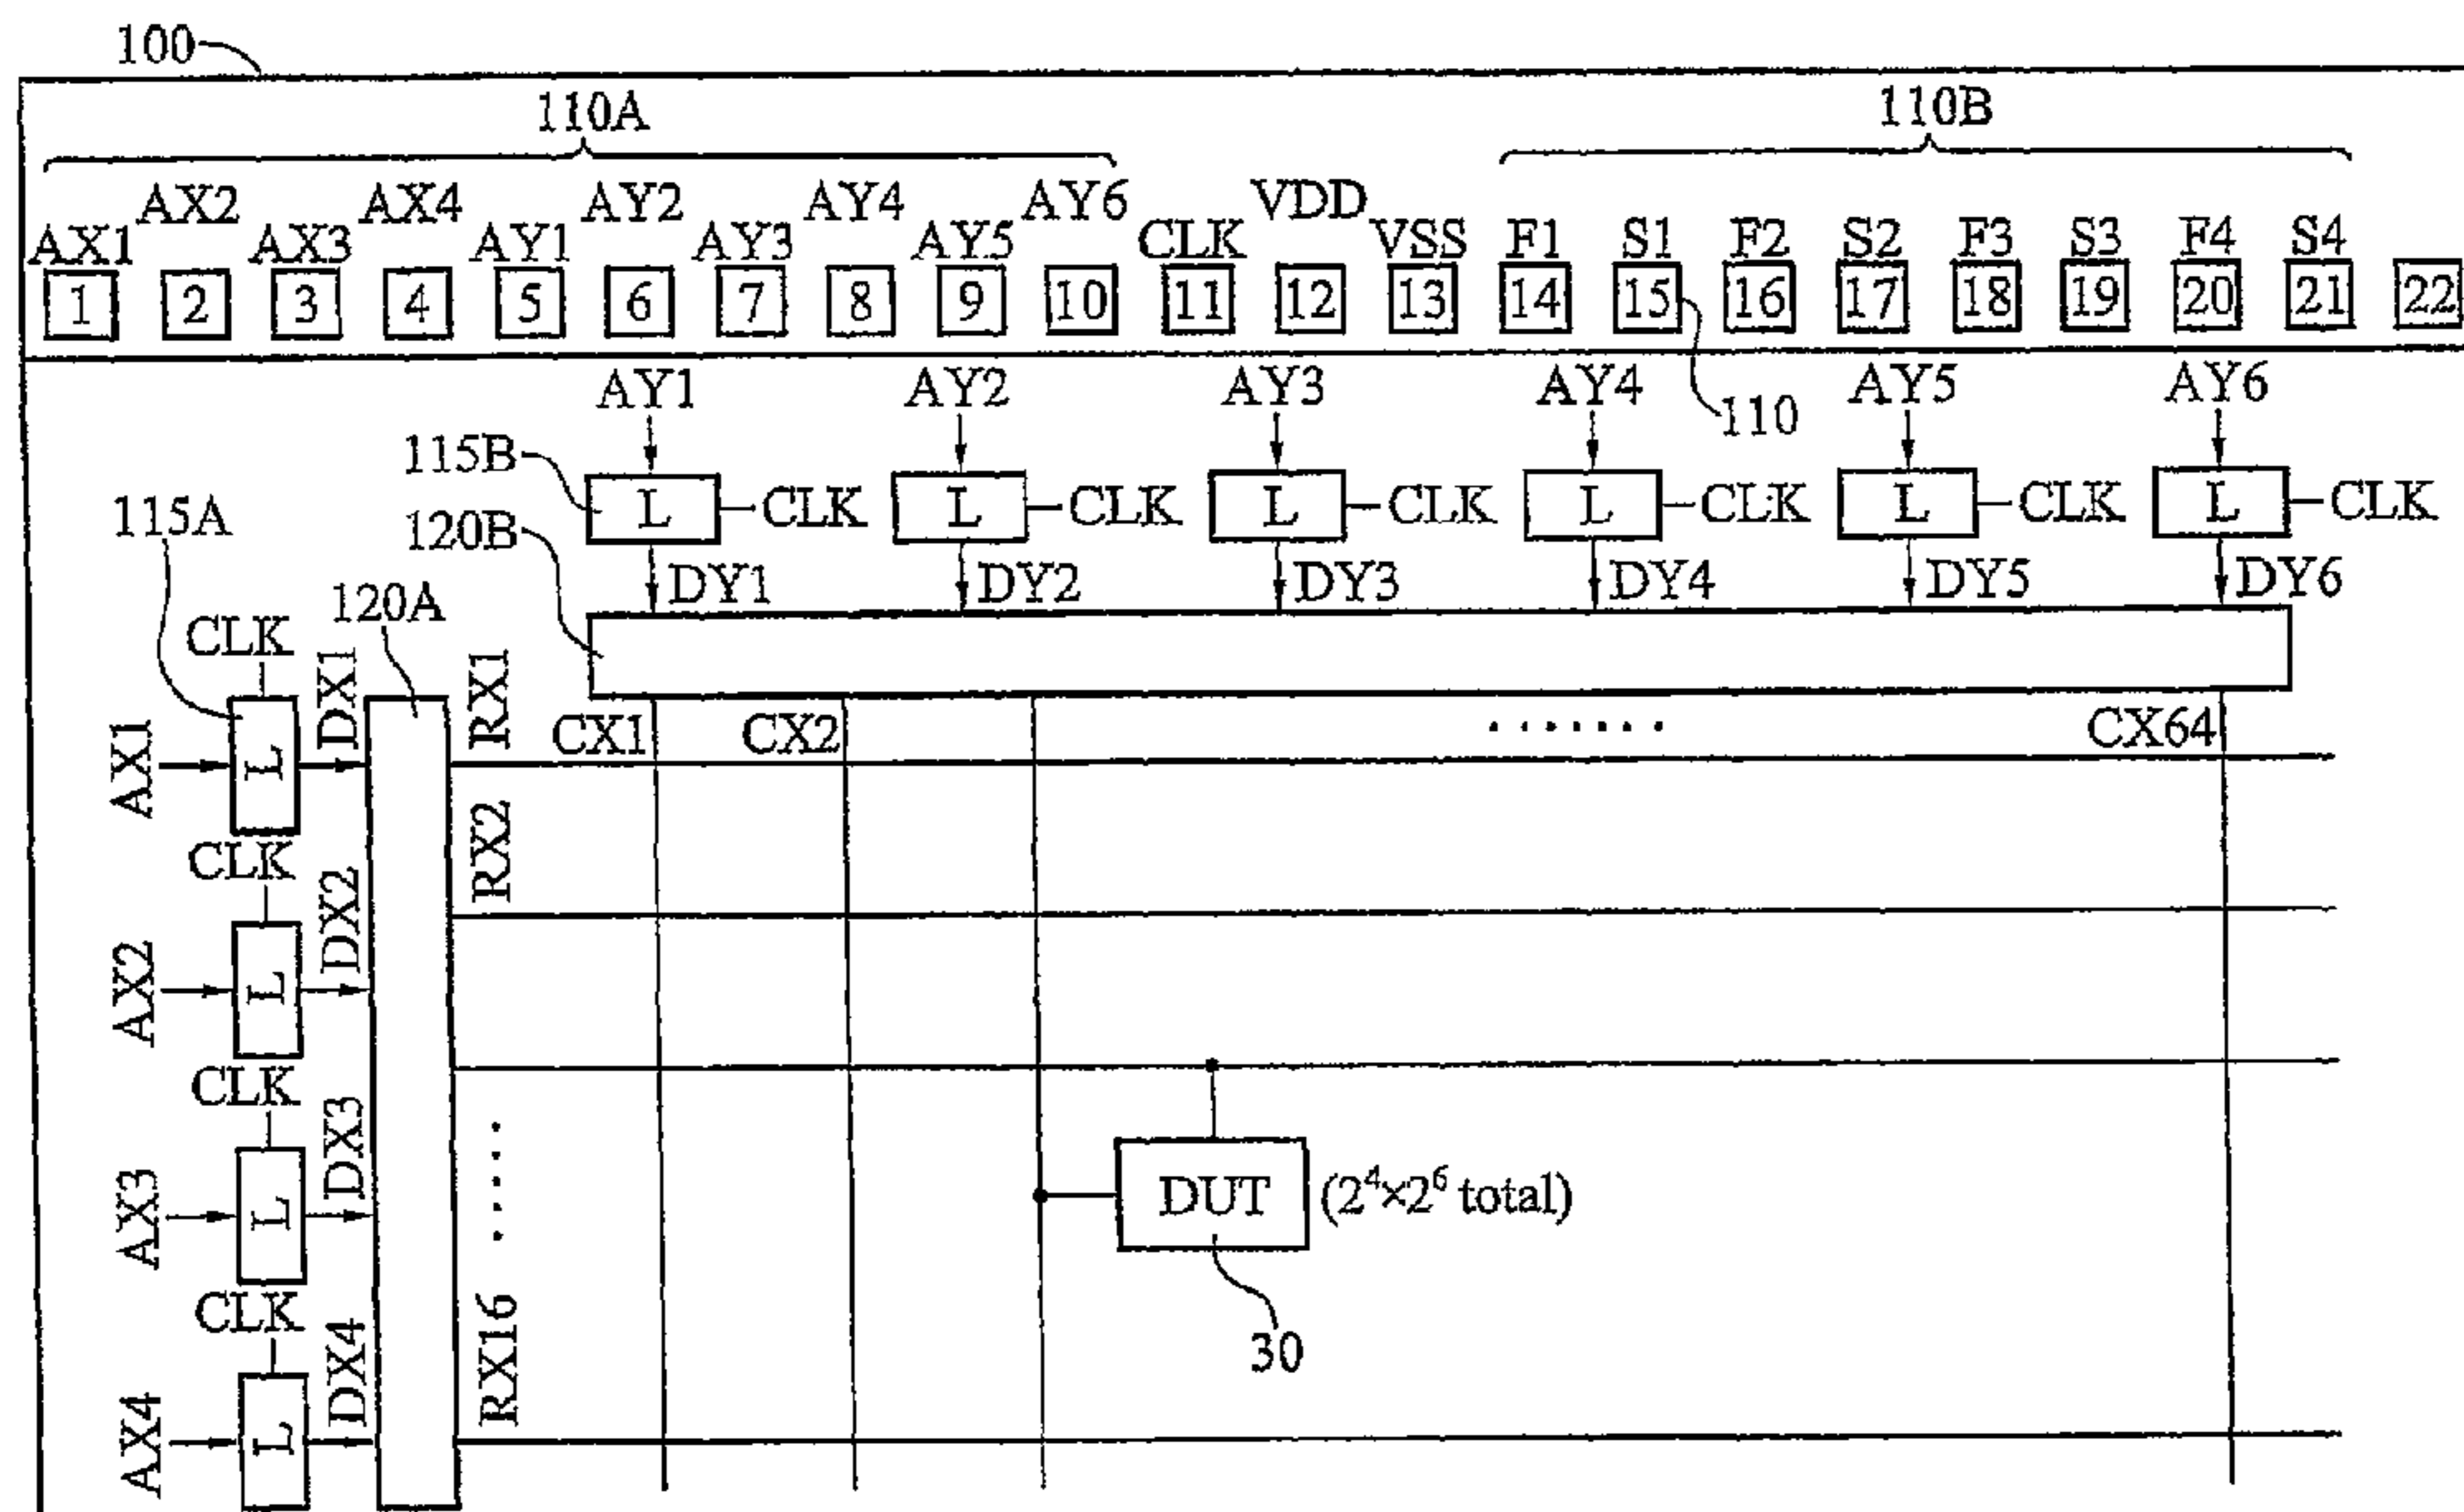 100
110A
110B
AX1 AX2 AX3 AX4 AY1 AY2 AY3 AY4 AY5 AY6 CLK VDD VSS F1 S1 F2 S2 F3 S3 F4 S4
1 2 3 4 5 6 7 8 9 10 11 12 13 14 15 16 17 18 19 20 21 22
AY1 AY2 AY3 AY4 AY5 AY6
110
115B
L CLK L CLK L CLK L CLK L CLK L CLK
115A
120B
DY1 DY2 DY3 DY4 DY5 DY6
120A
CLK
AX1 L DX1
RX1
CX1 CX2 ....... CX64
CLK
AX2 L DX2
RX2
CLK
AX3 L DX3
.....
DUT (2⁴×2⁶ total)
30
CLK
AX4 L DX4
RX16